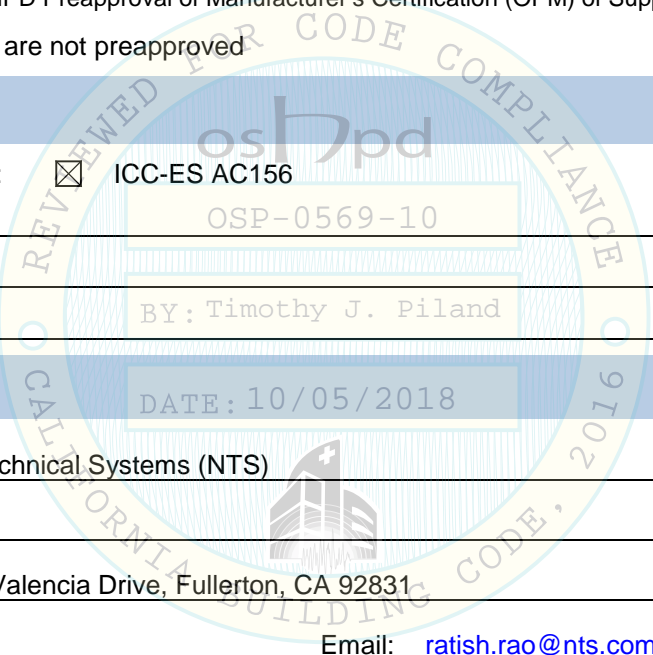 PD Preapproval of Manufacturer's Certification (OPM) of Supp
are not preapproved
REVIEWED FOR CODE COMPLIANCE
oshpd
: ☒ ICC-ES AC156
OSP-0569-10
BY: Timothy J. Piland
DATE: 10/05/2018
chnical Systems (NTS)
Valencia Drive, Fullerton, CA 92831
CALIFORNIA BUILDING CODE, 2016
Email: ratish.rao@nts.com